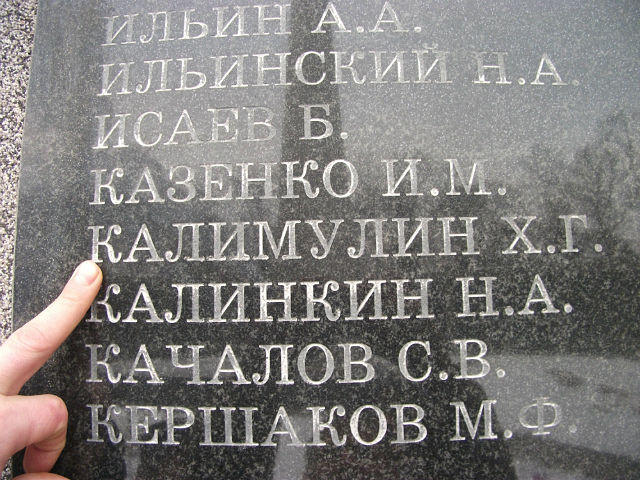 ИЛЬИН А.А.
ИЛЬИНСКИЙ Н.А.
ИСАЕВ Б.
КАЗЕНКО И.М.
КАЛИМУЛИН Х.Г.
КАЛИНКИН Н.А.
КАЧАЛОВ С.В.
КЕРШАКОВ М.Ф.